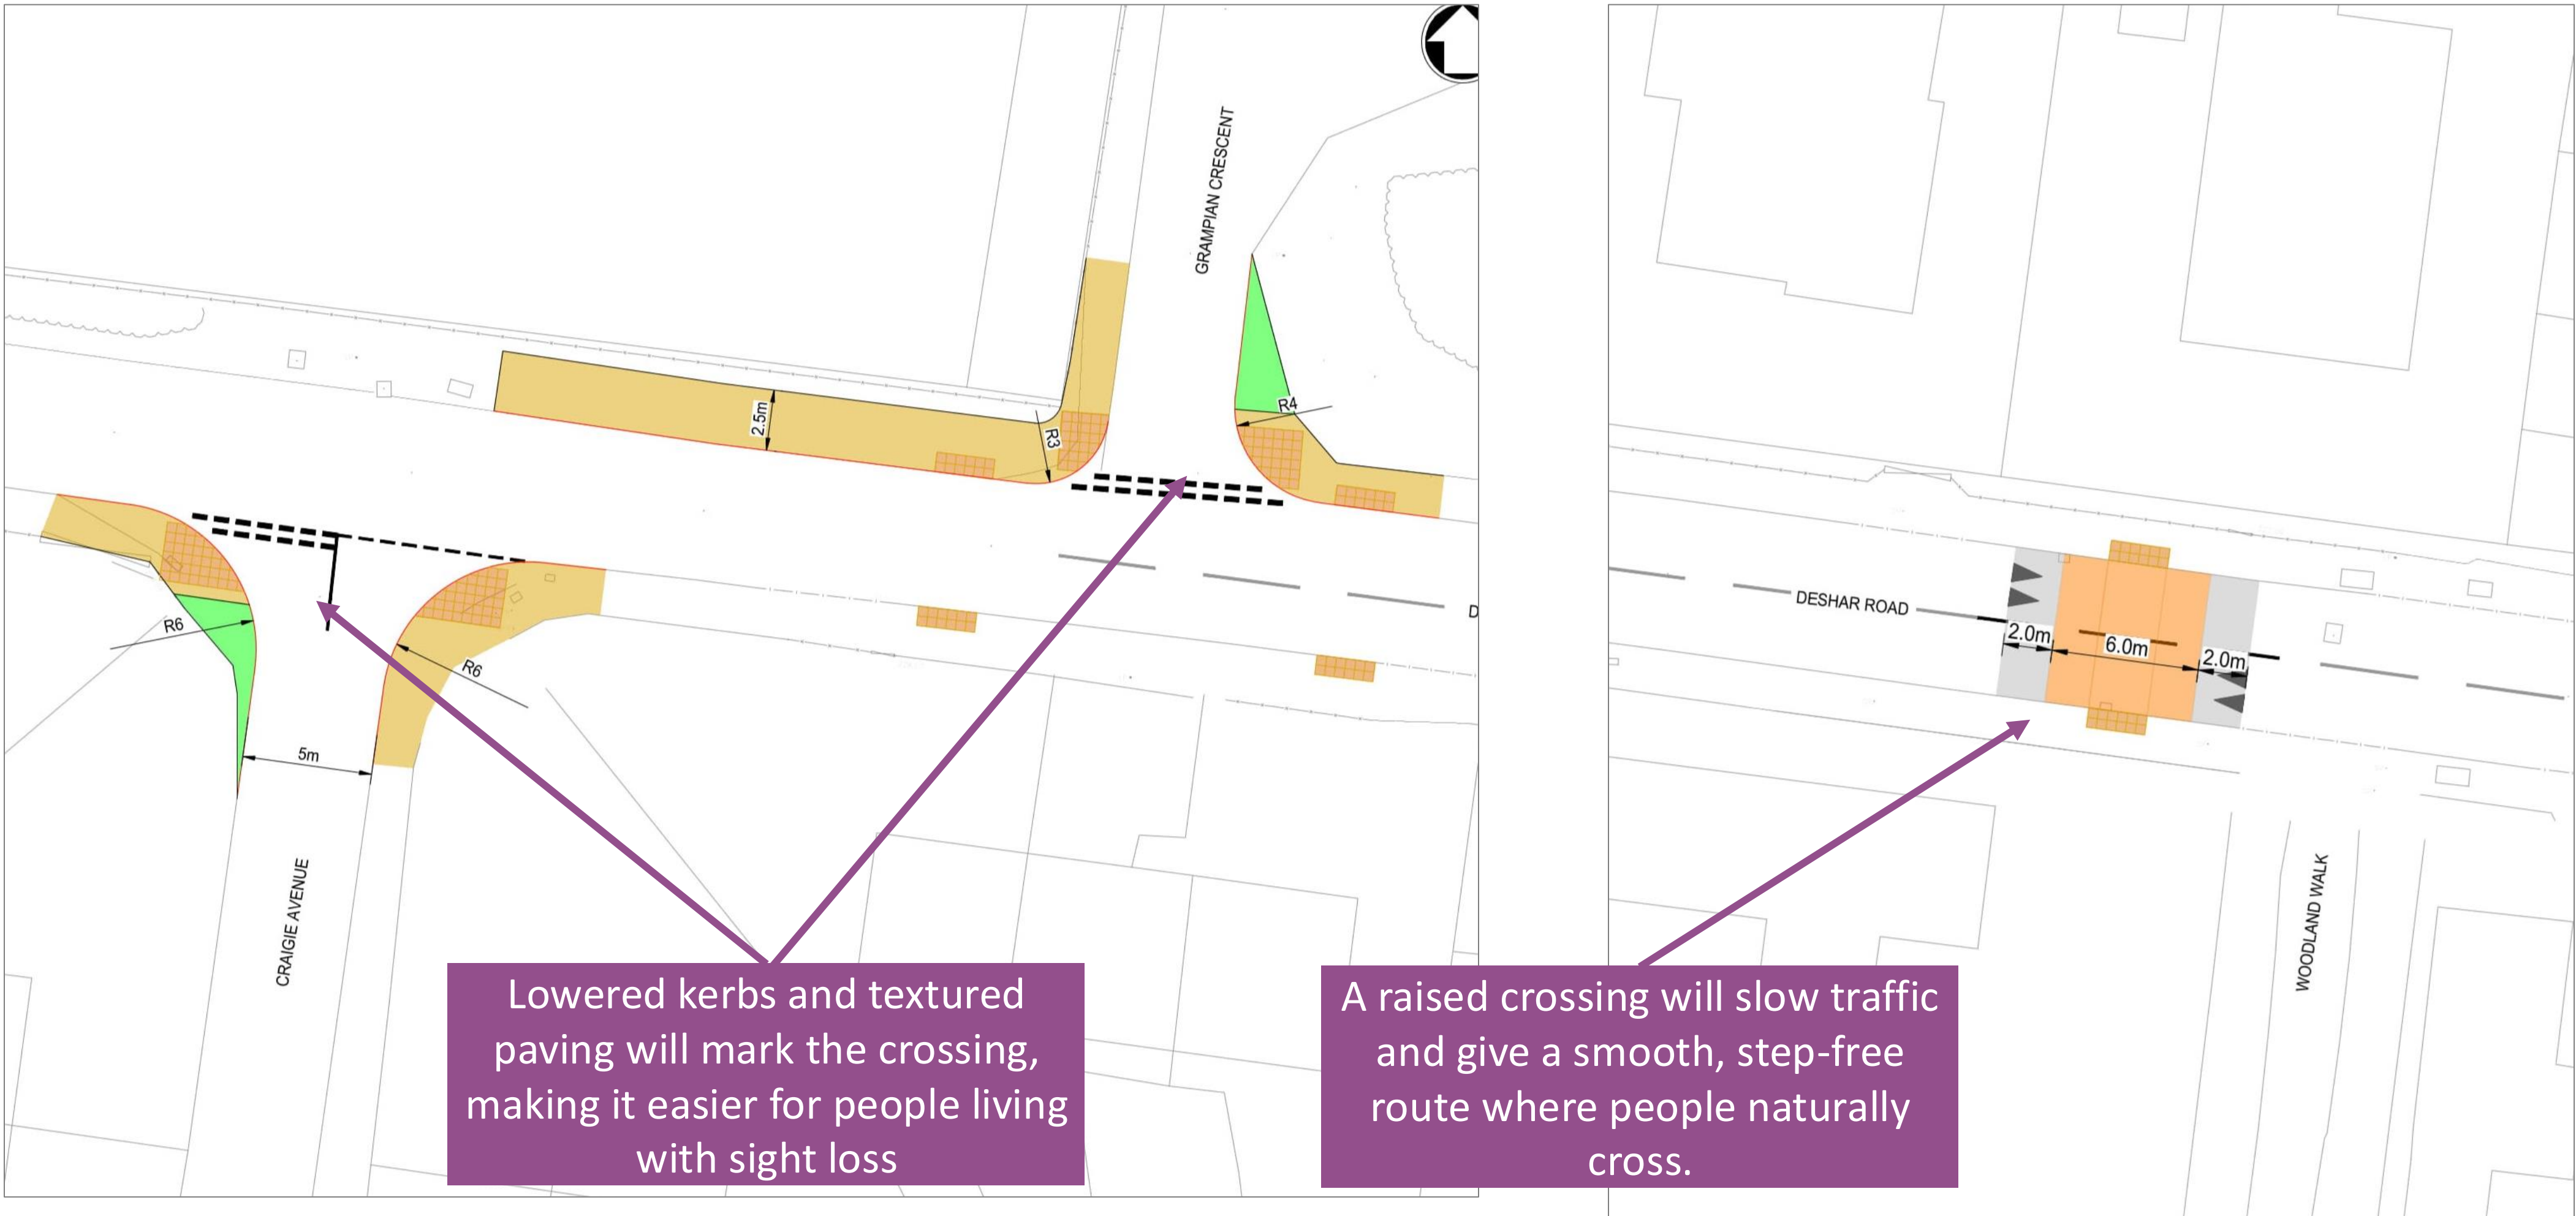 GRAMPIAN CRESCENT
2.5m
R3
R4
R6
R6
5m
CRAIGIE AVENUE
D
DESHAR ROAD
2.0m
6.0m
2.0m
WOODLAND WALK
Lowered kerbs and textured
paving will mark the crossing,
making it easier for people living
with sight loss
A raised crossing will slow traffic
and give a smooth, step-free
route where people naturally
cross.